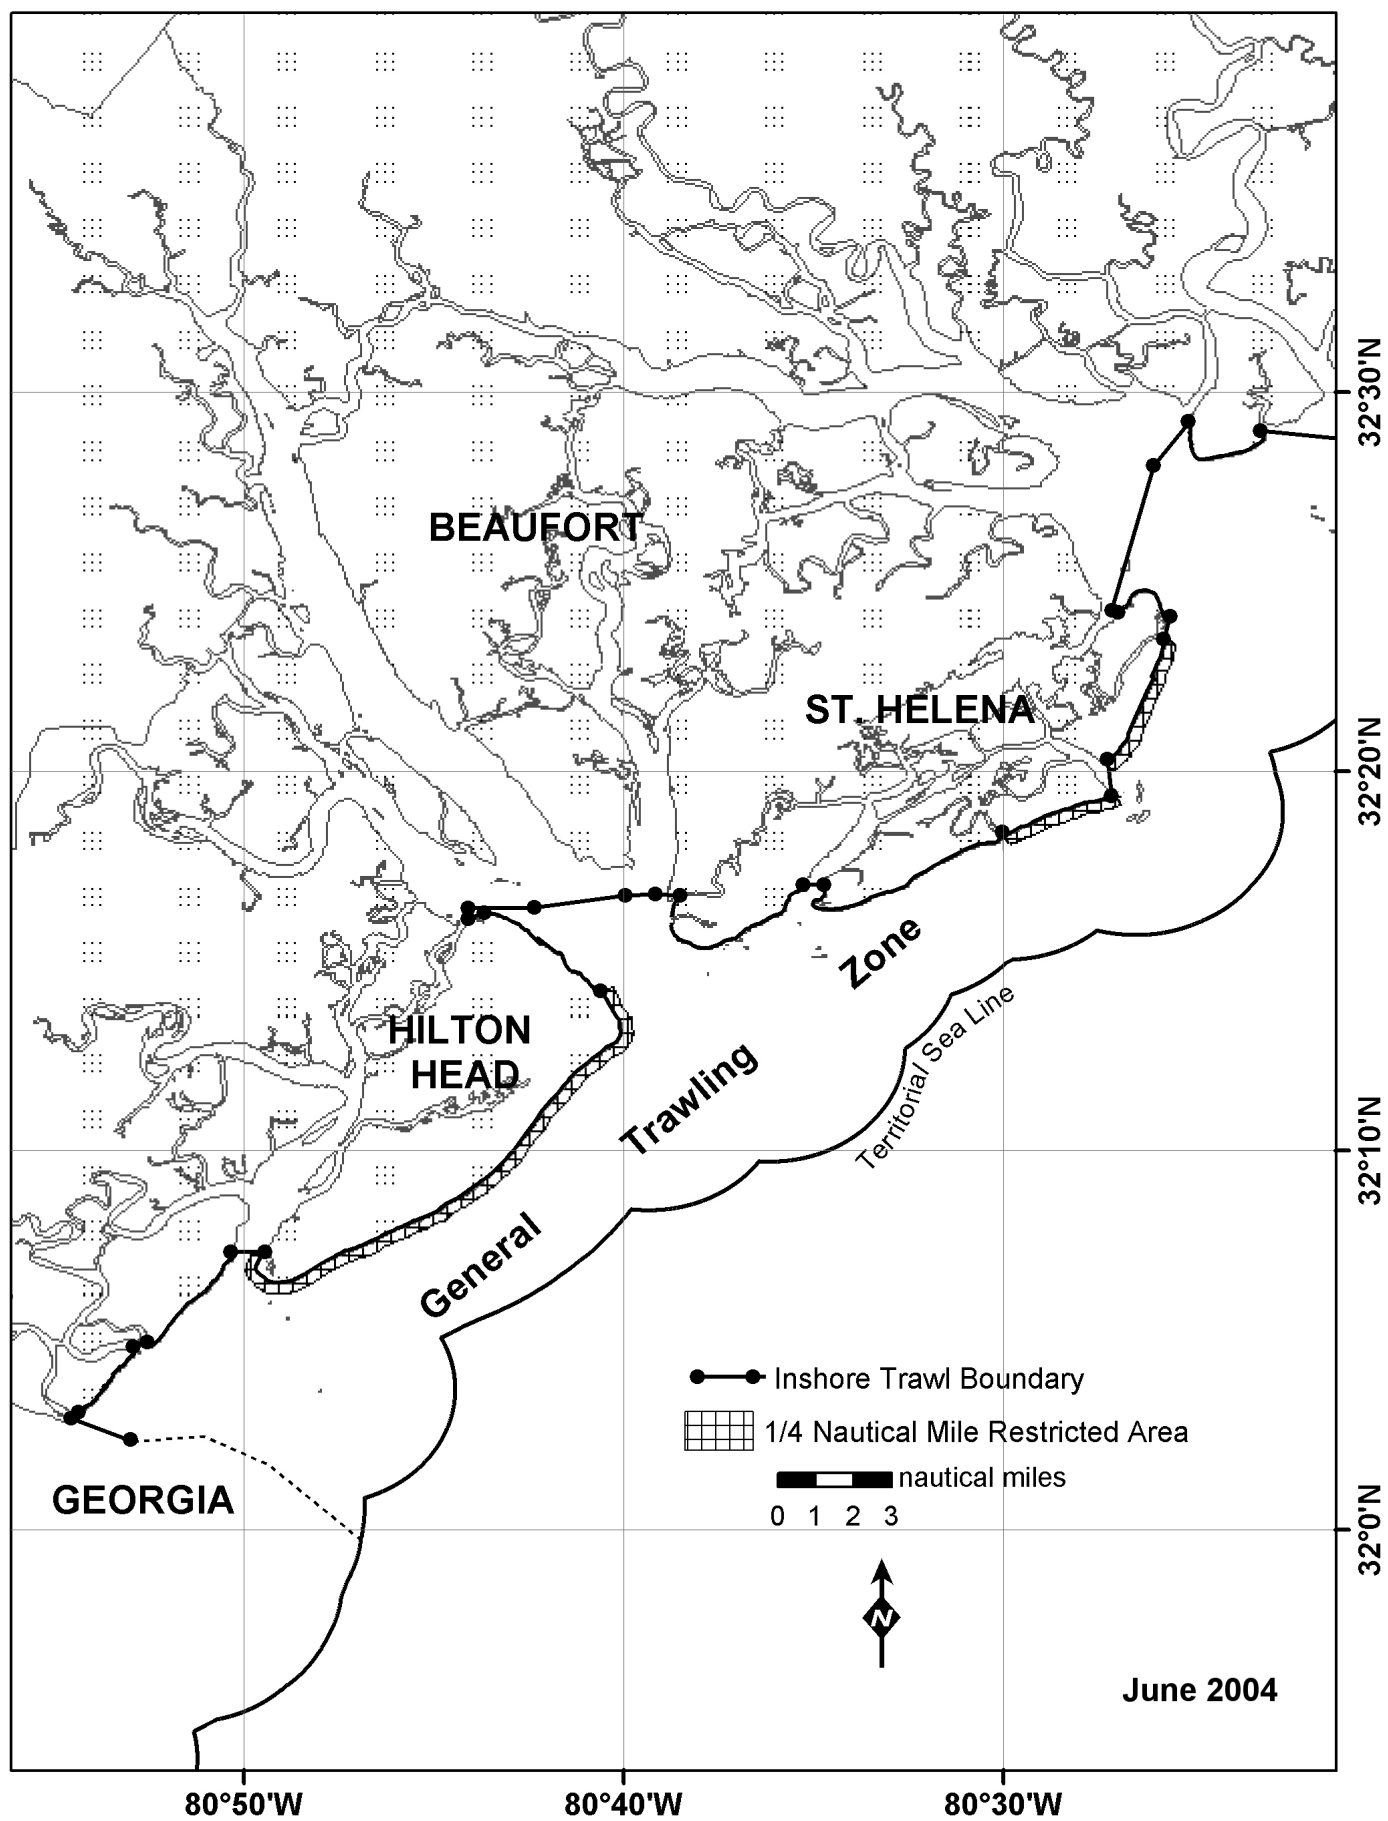 32°30'N
BEAUFORT
ST. HELENA
32°20'N
Zone
Territorial Sea Line
HILTON
HEAD
Trawling
32°10'N
General
Inshore Trawl Boundary
1/4 Nautical Mile Restricted Area
nautical miles
0 1 2 3
GEORGIA
32°0'N
N
June 2004
80°50'W 80°40'W 80°30'W